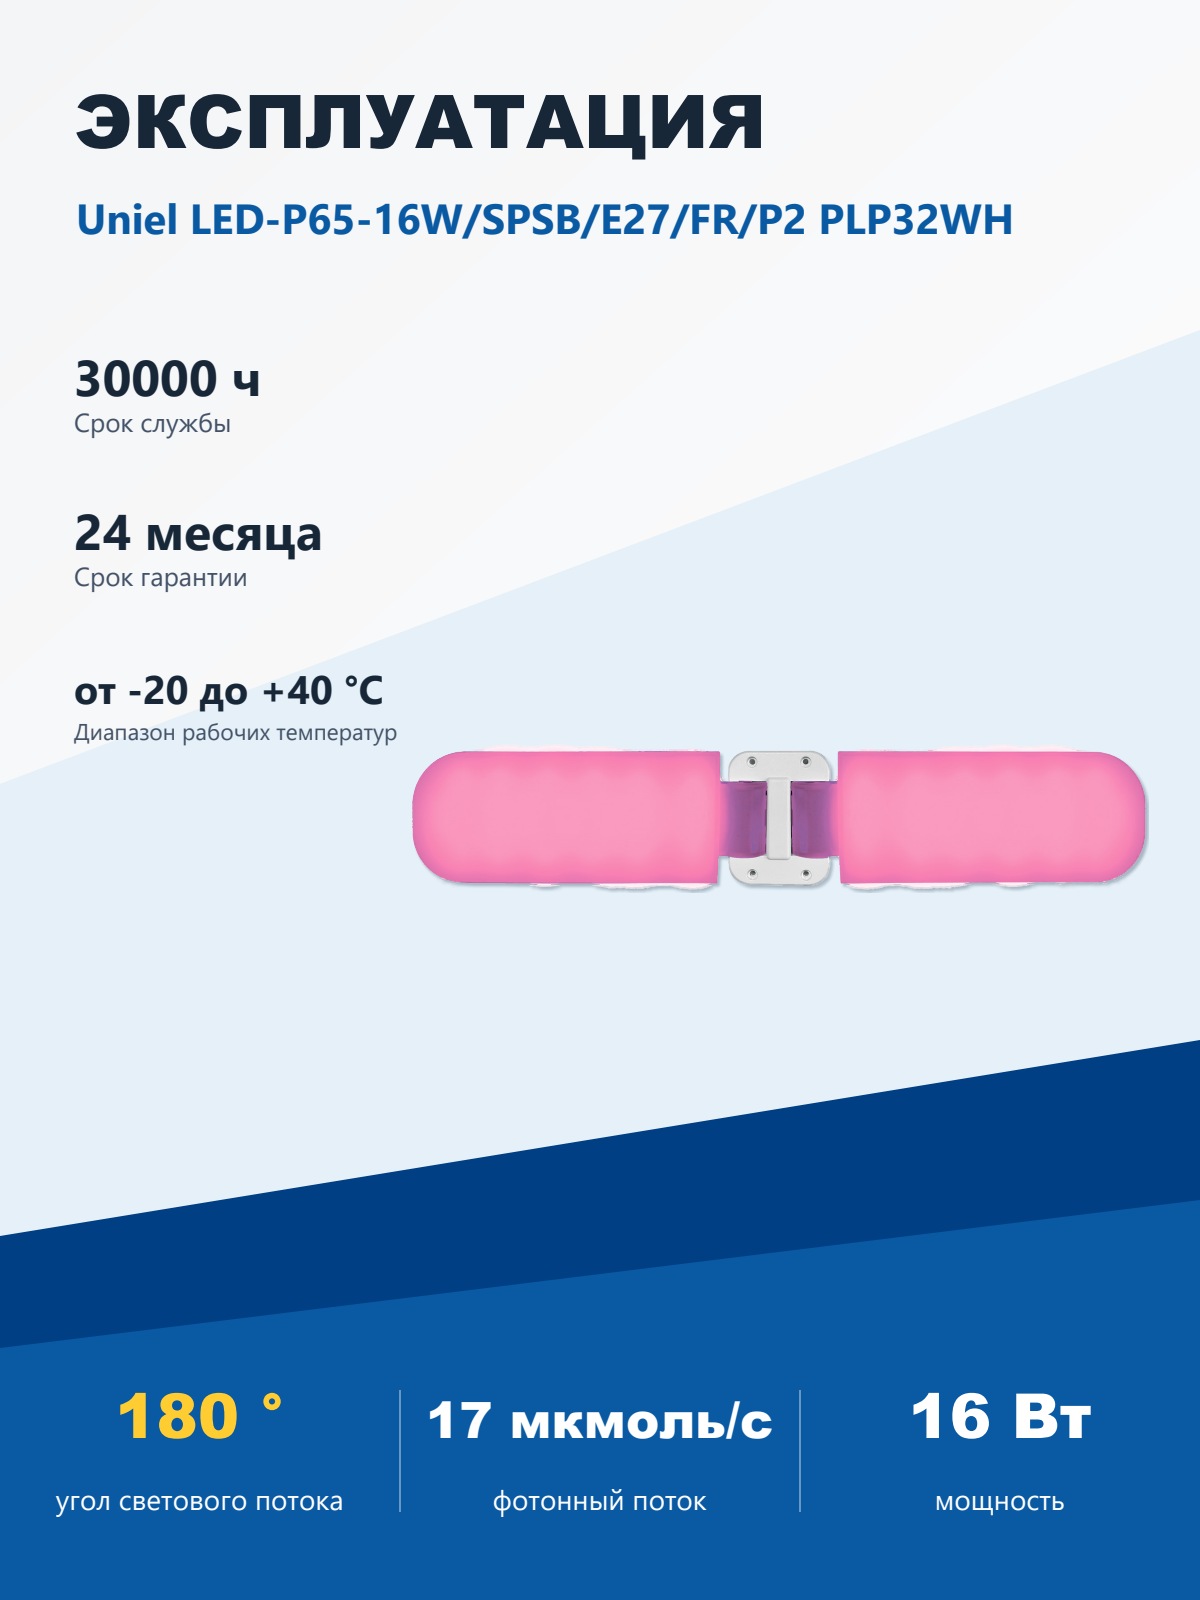 ЭКСПЛУАТАЦИЯ
Uniel LED-P65-16W/SPSB/E27/FR/P2 PLP32WH
30000 ч
Срок службы
24 месяца
Срок гарантии
от -20 до +40 °C
Диапазон рабочих температур
180 °
угол светового потока
17 мкмоль/с
фотонный поток
16 Вт
мощность